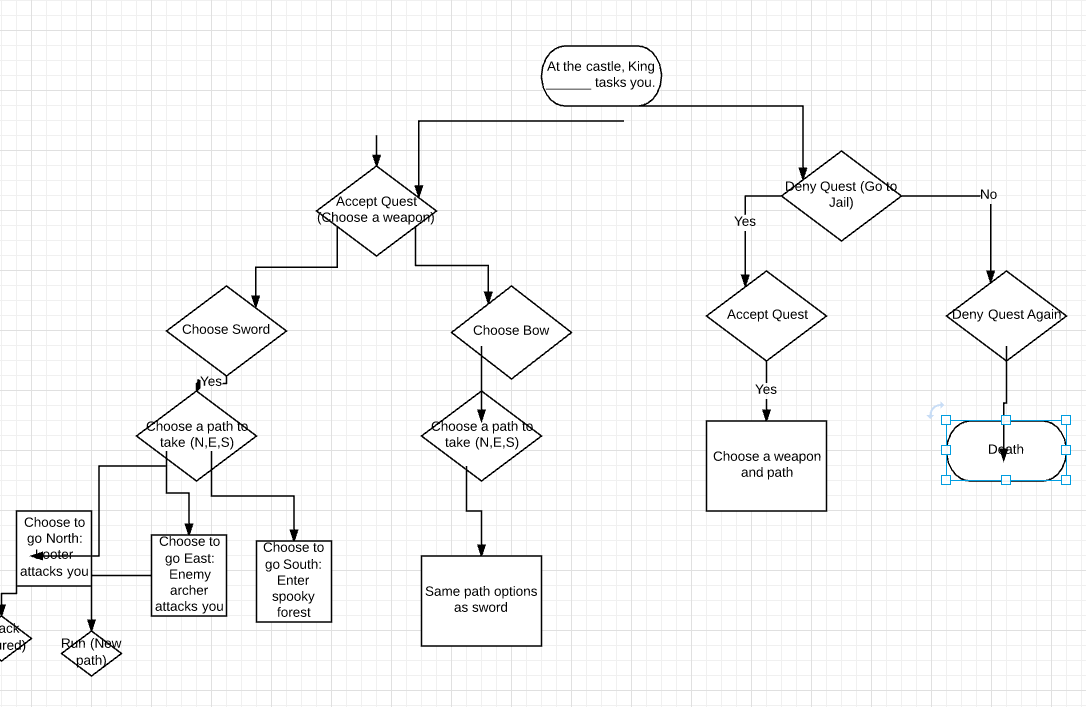 At the castle, King
______ tasks you.
Deny Quest (Go to
Jail)
No
Accept Quest
(Choose a weapon)
Yes
Choose Sword
Choose Bow
Accept Quest
Deny Quest Again
Yes
Yes
Choose a path to
take (N,E,S)
Choose a path to
take (N,E,S)
Choose a weapon
and path
Death
Choose to
go North:
Looter
attacks you
Choose to
go East:
Enemy
archer
attacks you
Choose to
go South:
Enter
spooky
forest
Same path options
as sword
ack
ured)
Run (New
path)